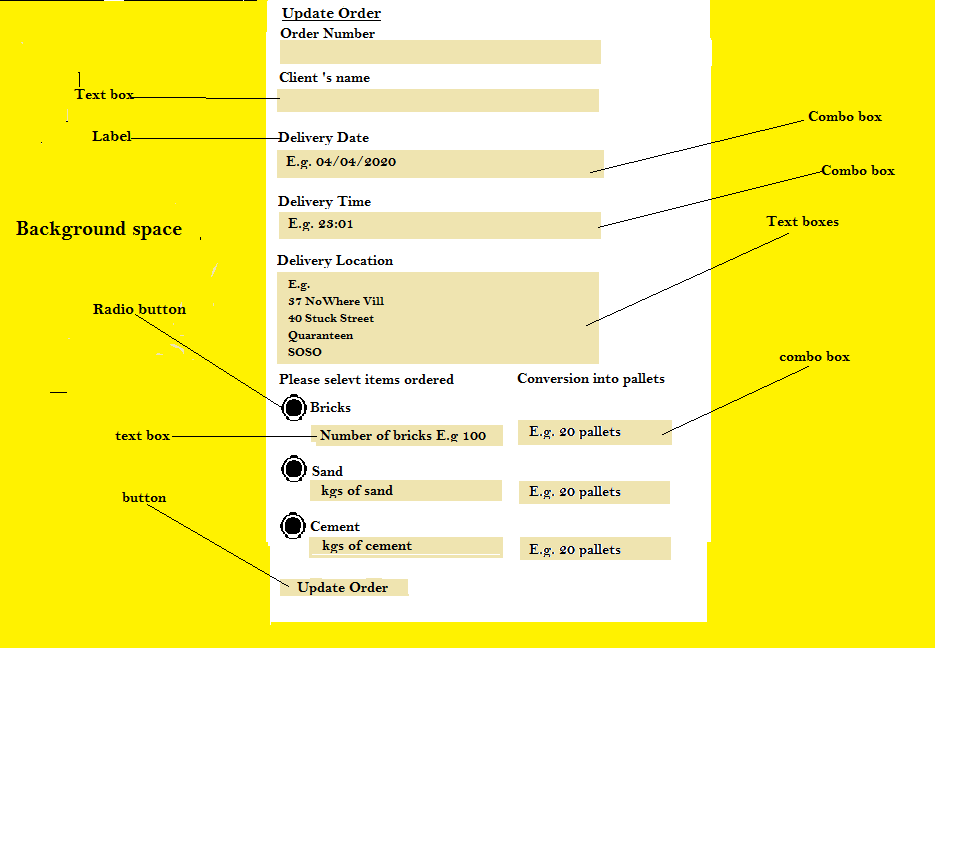 Update Order
Order Number
Client 's name
Text box
Combo box
Label
Delivery Date
E.g. 04/04/2020
Combo box
Delivery Time
E.g. 23:01
Text boxes
Background space
Delivery Location
E.g.
37 NoWhere Vill
40 Stuck Street
Quaranteen
SOSO
Radio button
combo box
Please selevt items ordered
Conversion into pallets
Bricks
text box
Number of bricks E.g 100
E.g. 20 pallets
Sand
kgs of sand
E.g. 20 pallets
button
Cement
kgs of cement
E.g. 20 pallets
Update Order